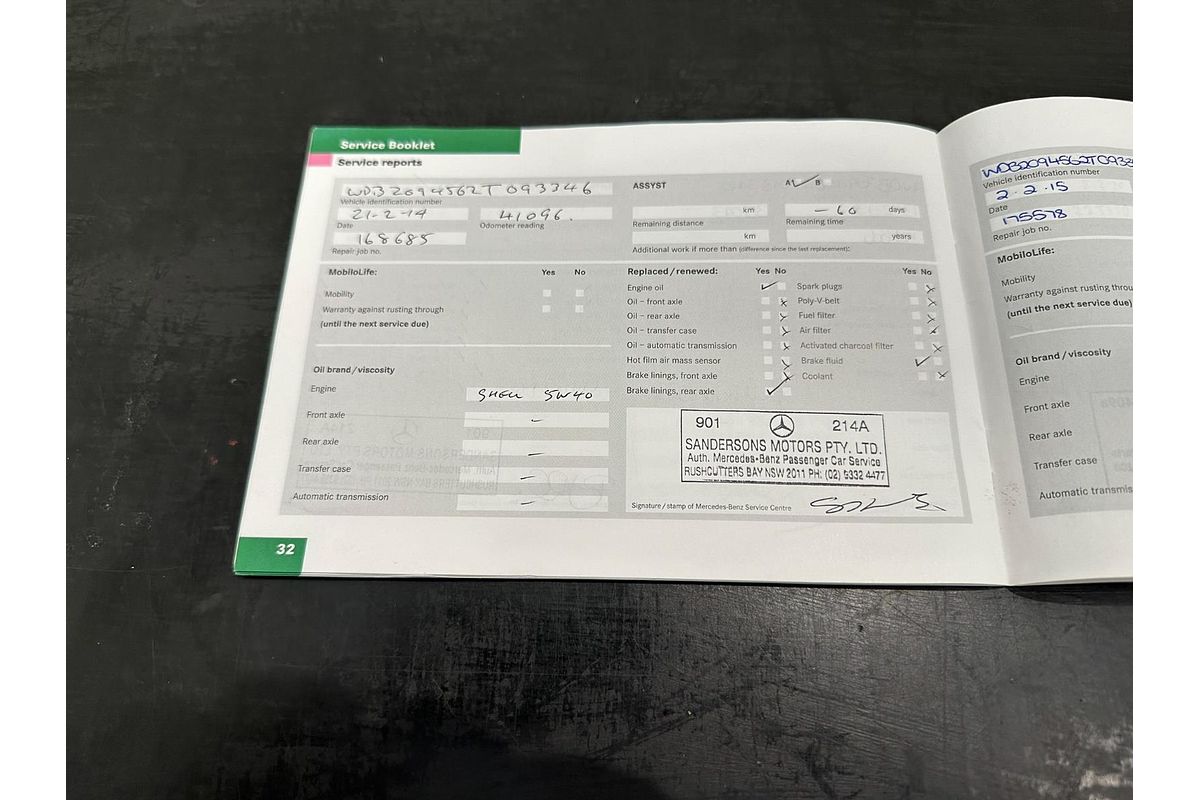 Service Booklet
Service reports
WDB2094562T093346
Vehicle identification number
21-2-14 41096.
Date Odometer reading
168685
Repair job no.
ASSYST A B
km - 60 days
Remaining distance Remaining time
km years
Additional work if more than (difference since the last replacement):
MobiloLife: Yes No
Mobility
Warranty against rusting through
(until the next service due)
Oil brand/viscosity
Engine SHELL 5W40
Front axle -
Rear axle -
Transfer case -
Automatic transmission -
Replaced/renewed: Yes No Yes No
Engine oil Spark plugs
Oil – front axle Poly-V-belt
Oil – rear axle Fuel filter
Oil – transfer case Air filter
Oil – automatic transmission Activated charcoal filter
Hot film air mass sensor Brake fluid
Brake linings, front axle Coolant
Brake linings, rear axle
901 214A
SANDERSONS MOTORS PTY. LTD.
Auth. Mercedes-Benz Passenger Car Service
RUSHCUTTERS BAY NSW 2011 PH: (02) 9332 4477
Signature/stamp of Mercedes-Benz Service Centre
32
WDB2094562T093
Vehicle identification number
2-2-15
Date
175578
Repair job no.
MobiloLife:
Mobility
Warranty against rusting throu
(until the next service due)
Oil brand/viscosity
Engine
Front axle
Rear axle
Transfer case
Automatic transmis